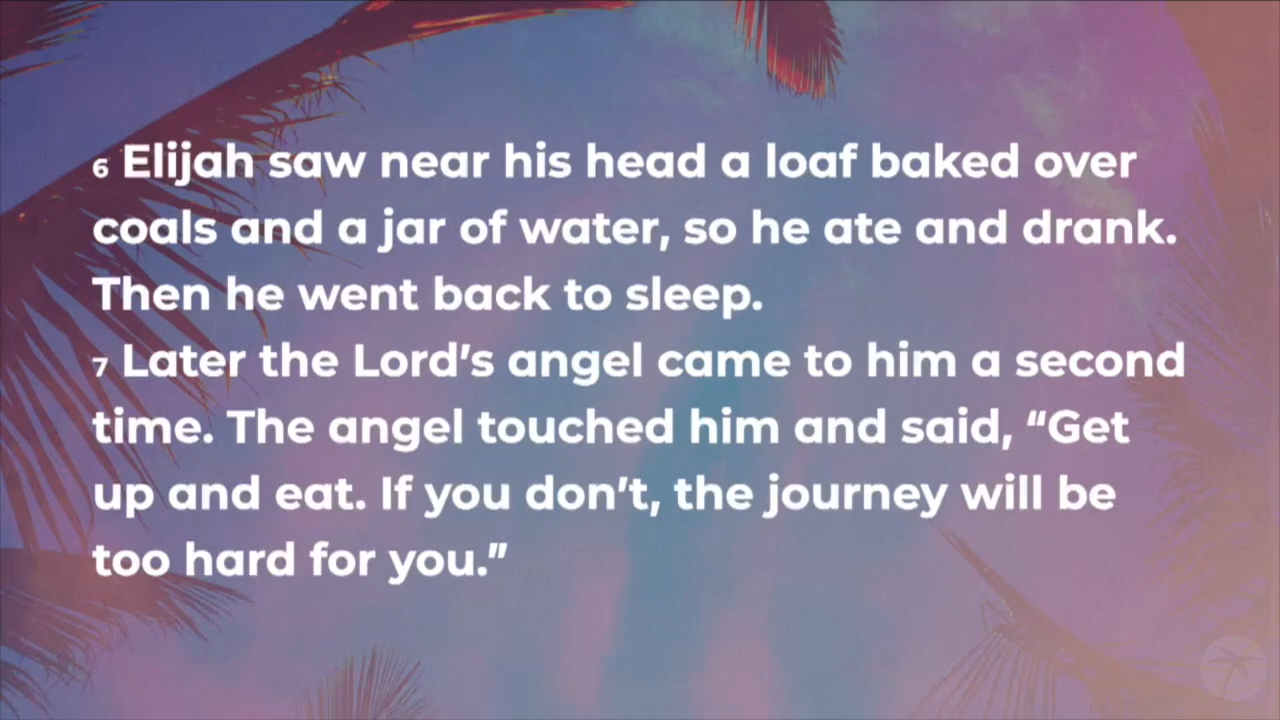 6 Elijah saw near his head a loaf baked over
coals and a jar of water, so he ate and drank.
Then he went back to sleep.
7 Later the Lord’s angel came to him a second
time. The angel touched him and said, “Get
up and eat. If you don’t, the journey will be
too hard for you.”